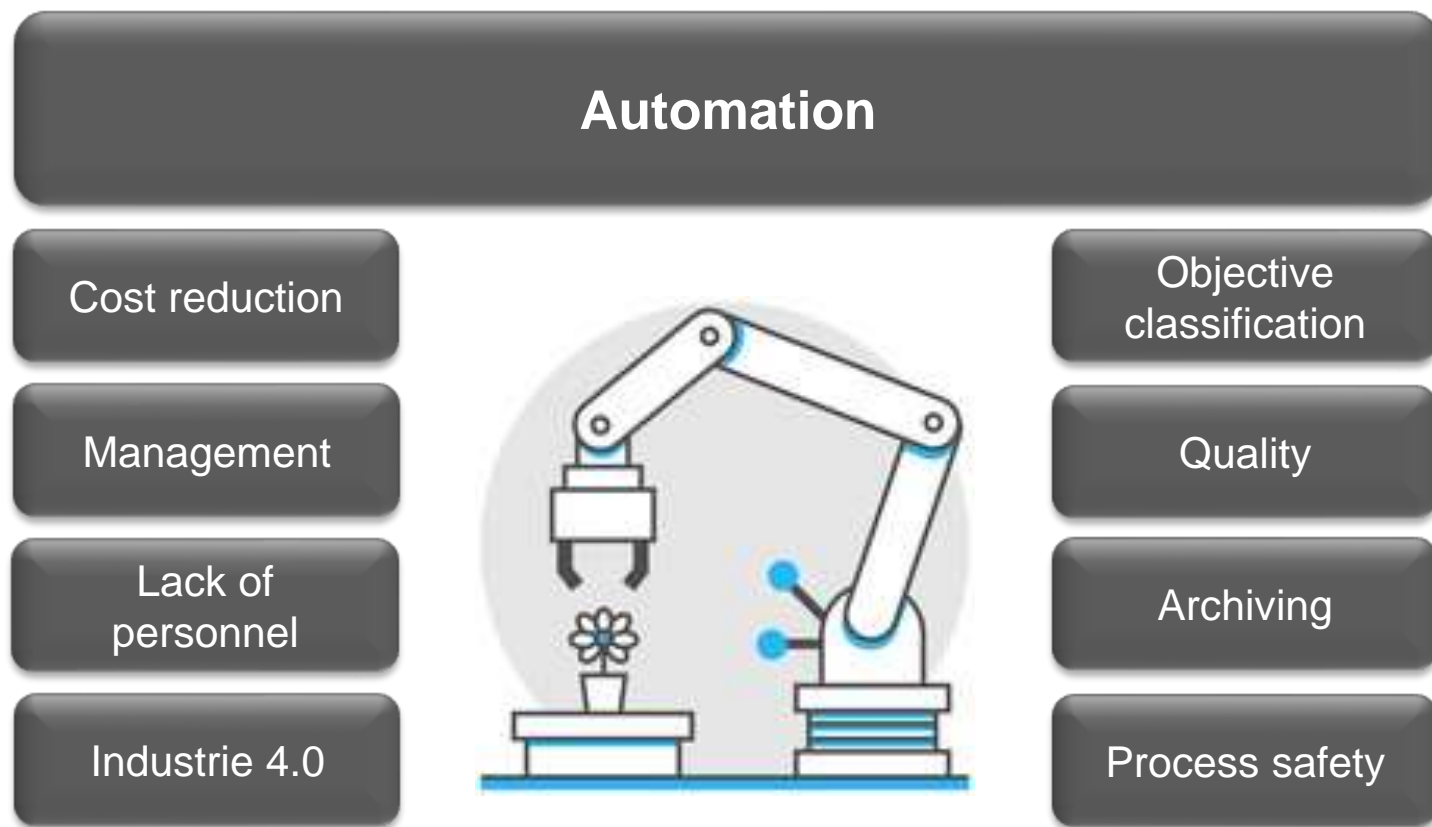 Automation
Cost reduction
Management
Lack of
personnel
Industrie 4.0
Objective
classification
Quality
Archiving
Process safety